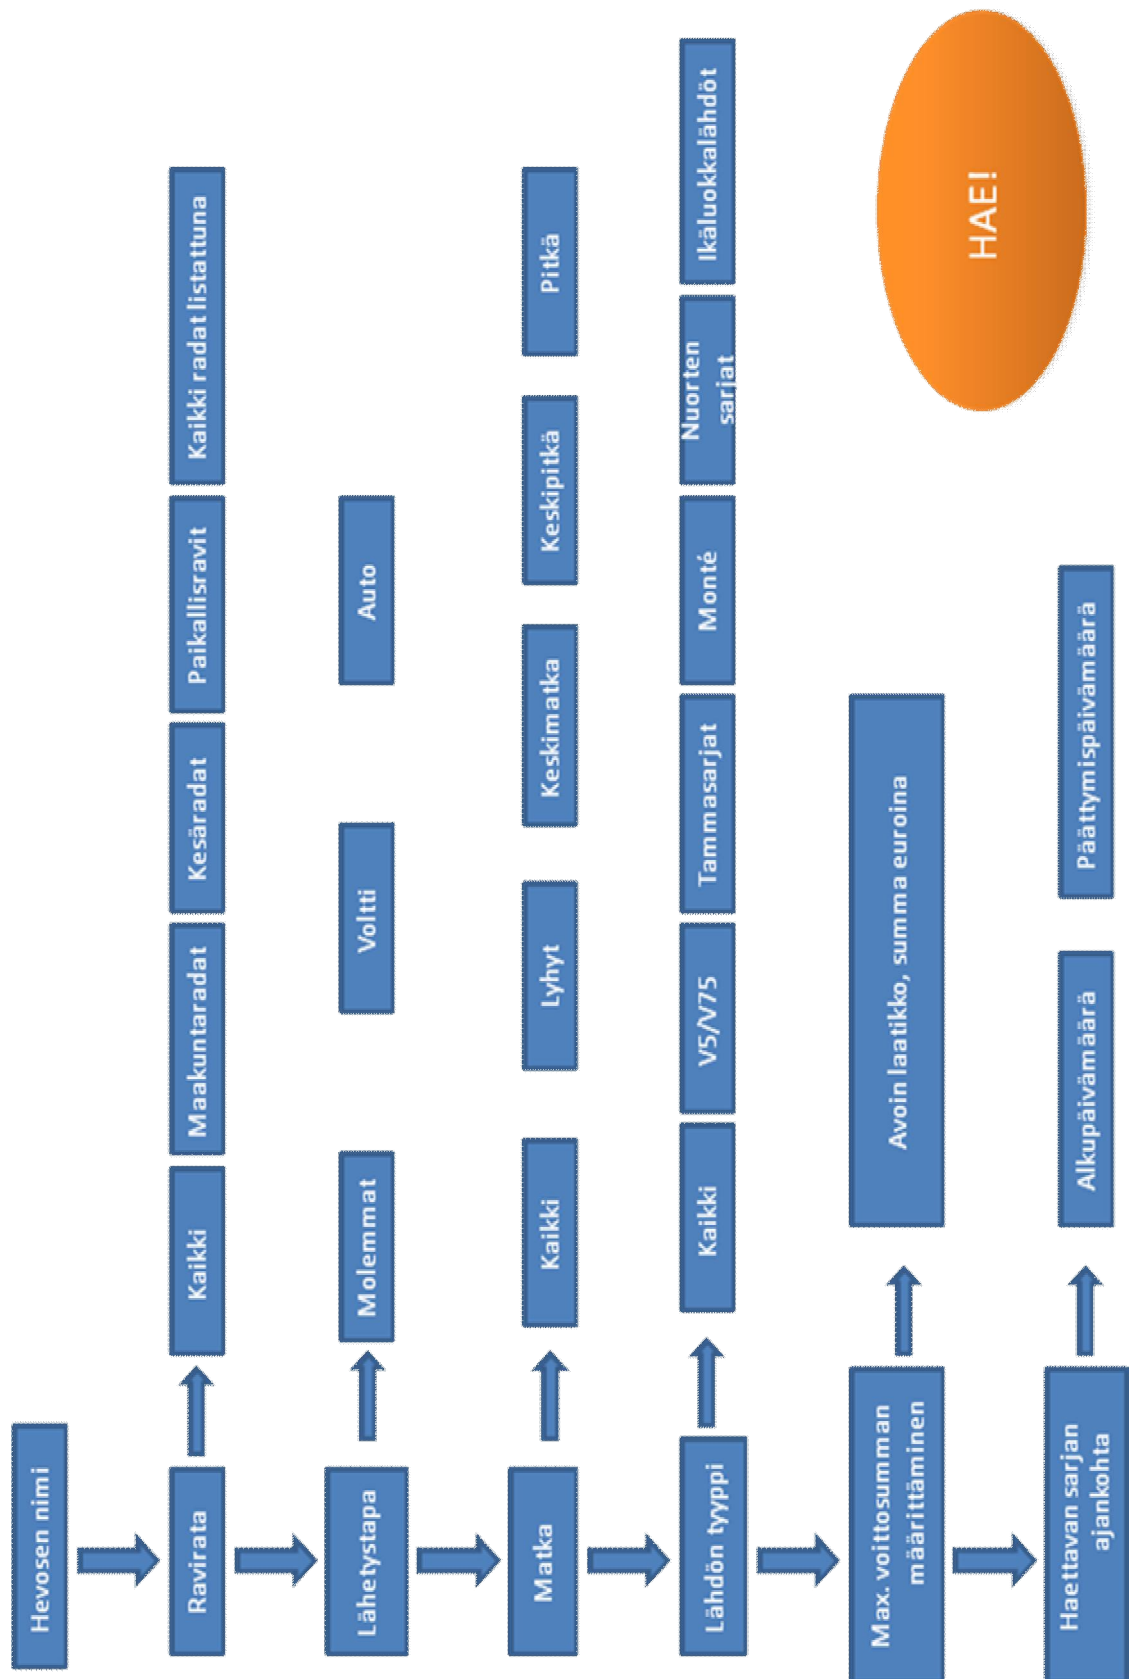 Hevosen nimi
Ravirata
Kaikki
Maakuntaradat
Kesäradat
Paikallisravit
Kaikki radat listattuna
Lähetystapa
Molemmat
Voltti
Auto
Matka
Kaikki
Lyhyt
Keskimatka
Keskipitkä
Pitkä
Lähdön tyyppi
Kaikki
V5/V75
Tammasarjat
Monté
Nuorten
sarjat
Ikäluokkalähdöt
Max. voittosumman
määrittäminen
Avoin laatikko, summa euroina
HAE!
Haettavan sarjan
ajankohta
Alkupäivämäärä
Päättymispäivämäärä